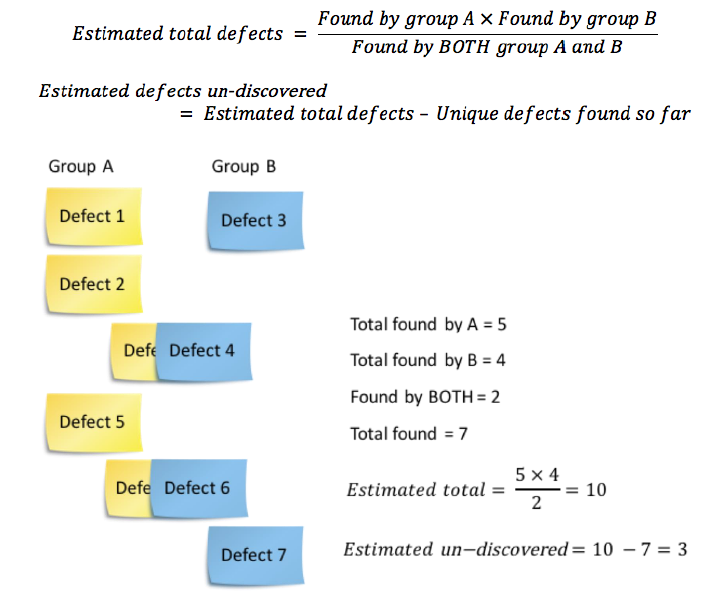 Estimated total defects = Found by group A × Found by group B / Found by BOTH group A and B
Estimated defects un-discovered
= Estimated total defects – Unique defects found so far
Group A Group B
Defect 1
Defect 3
Defect 2
Defe Defect 4
Defect 5
Defe Defect 6
Defect 7
Total found by A = 5
Total found by B = 4
Found by BOTH = 2
Total found = 7
Estimated total = 5 × 4 / 2 = 10
Estimated un−discovered = 10 − 7 = 3